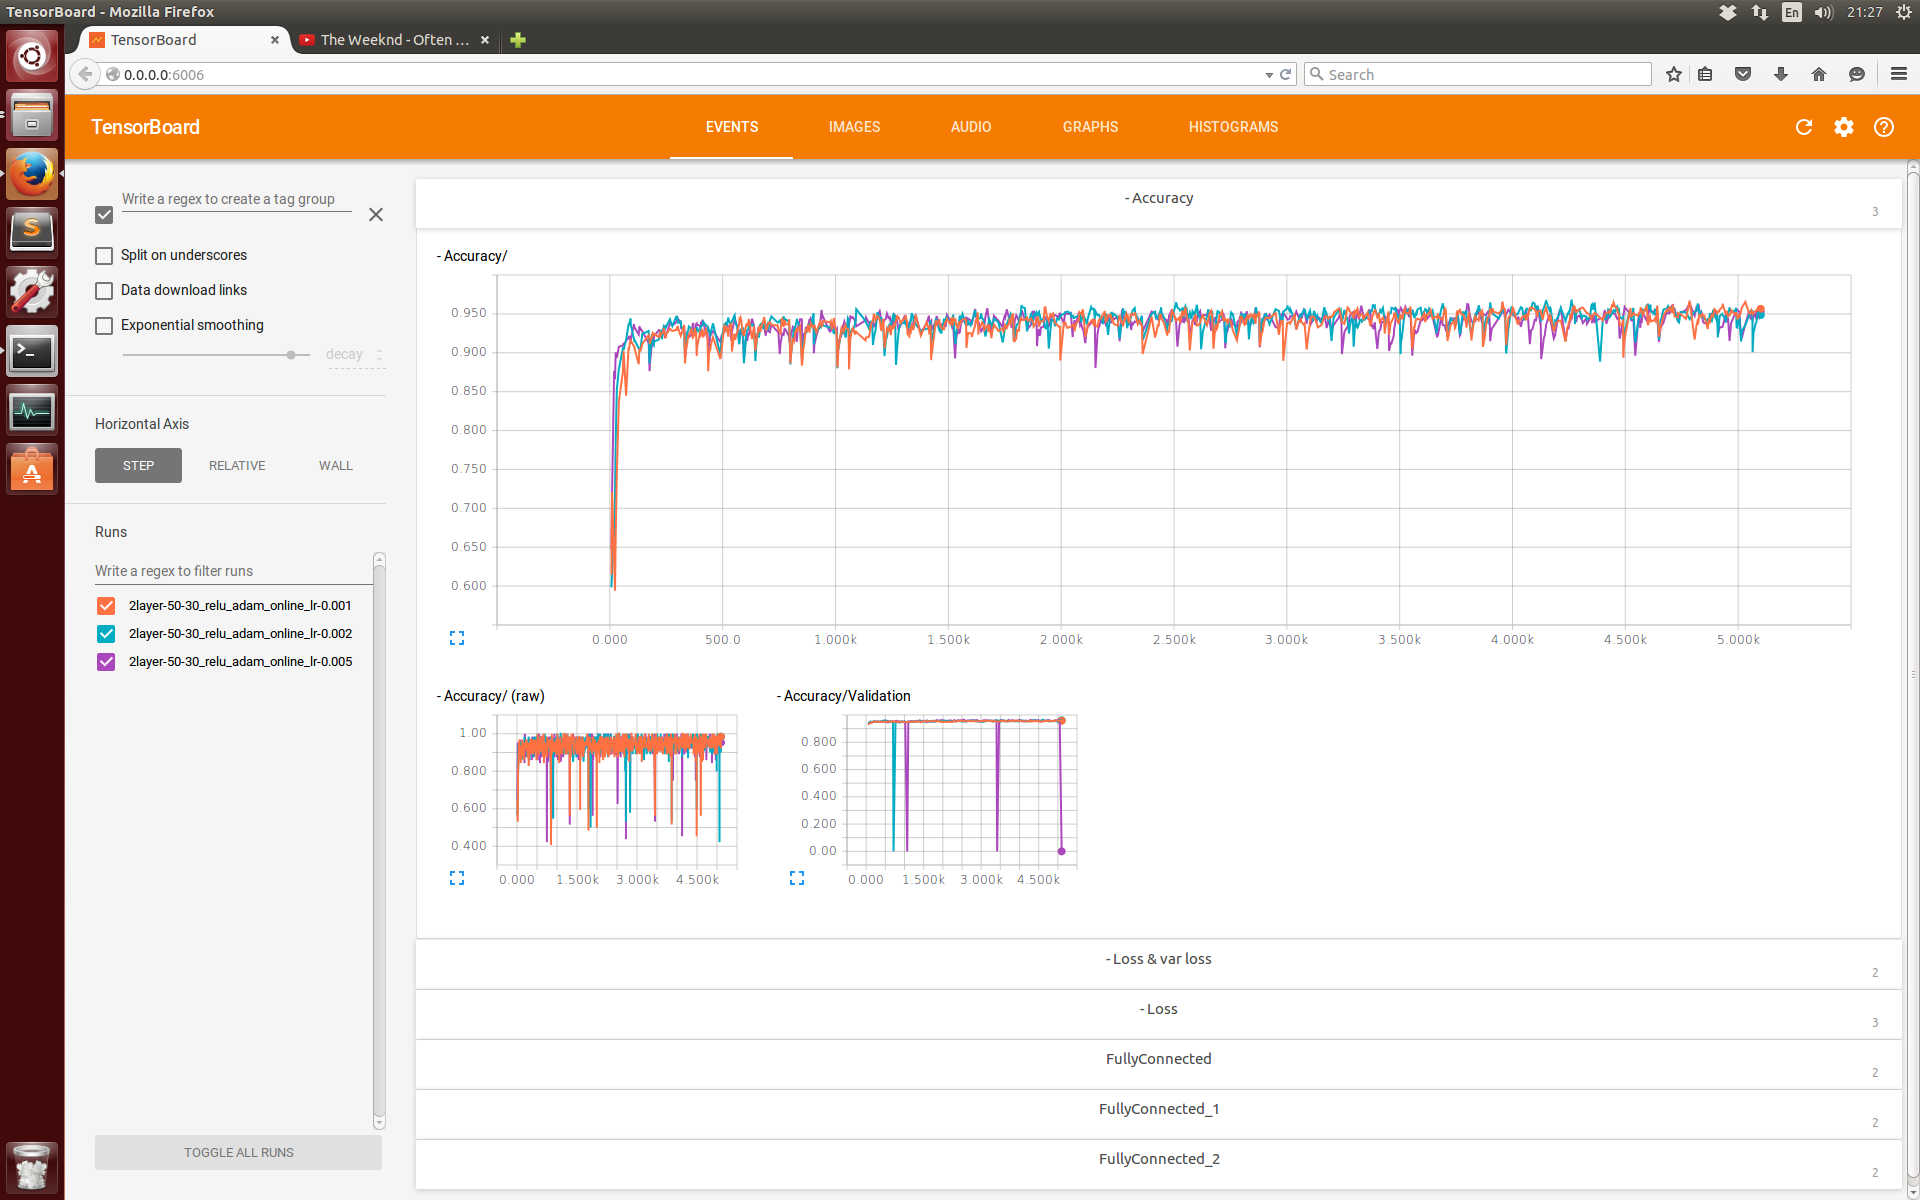 TensorBoard - Mozilla Firefox
En
21:27
TensorBoard
The Weeknd - Often ...
0.0.0.0:6006
Search
TensorBoard
EVENTS
IMAGES
AUDIO
GRAPHS
HISTOGRAMS
Write a regex to create a tag group
Split on underscores
Data download links
Exponential smoothing
decay
Horizontal Axis
STEP
RELATIVE
WALL
Runs
Write a regex to filter runs
2layer-50-30_relu_adam_online_lr-0.001
2layer-50-30_relu_adam_online_lr-0.002
2layer-50-30_relu_adam_online_lr-0.005
TOGGLE ALL RUNS
- Accuracy
3
- Accuracy/
0.950
0.900
0.850
0.800
0.750
0.700
0.650
0.600
0.000 500.0 1.000k 1.500k 2.000k 2.500k 3.000k 3.500k 4.000k 4.500k 5.000k
- Accuracy/ (raw)
1.00
0.800
0.600
0.400
0.000 1.500k 3.000k 4.500k
- Accuracy/Validation
0.800
0.600
0.400
0.200
0.00
0.000 1.500k 3.000k 4.500k
- Loss & var loss
2
- Loss
3
FullyConnected
2
FullyConnected_1
2
FullyConnected_2
2